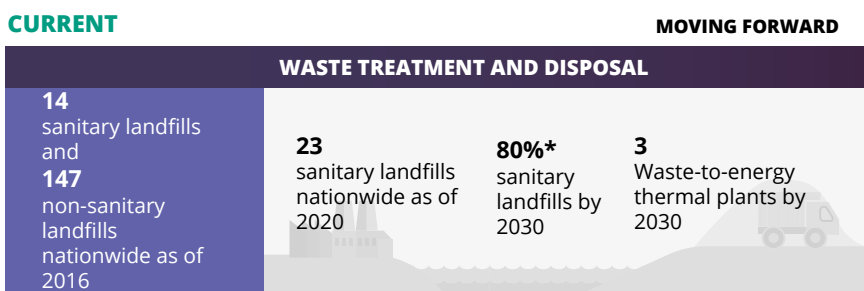 CURRENT
MOVING FORWARD
WASTE TREATMENT AND DISPOSAL
14
sanitary landfills
and
147
non-sanitary
landfills
nationwide as of
2016
23
sanitary landfills
nationwide as of
2020
80%*
sanitary
landfills by
2030
3
Waste-to-energy
thermal plants by
2030